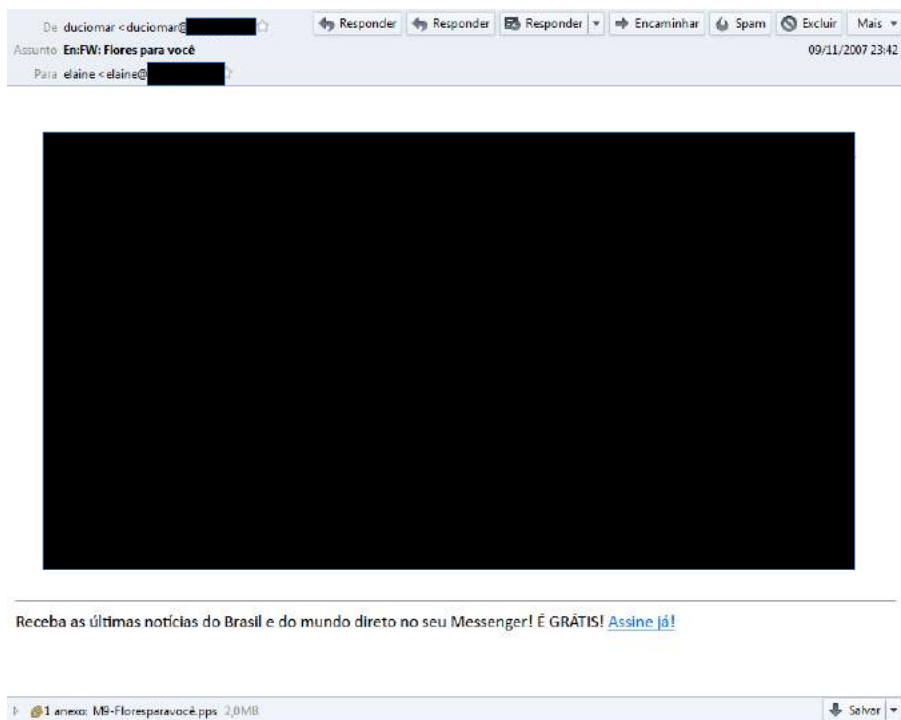 De duciomar <duciomar@ Responder Responder Responder Encaminhar Spam Excluir Mais
Assunto En:FW: Flores para você 09/11/2007 23:42
Para elaine <elaine@
Receba as últimas notícias do Brasil e do mundo direto no seu Messenger! É GRÁTIS! Assine já!
1 anexo: M9-Floresparavocê.pps 2,0MB Salvar